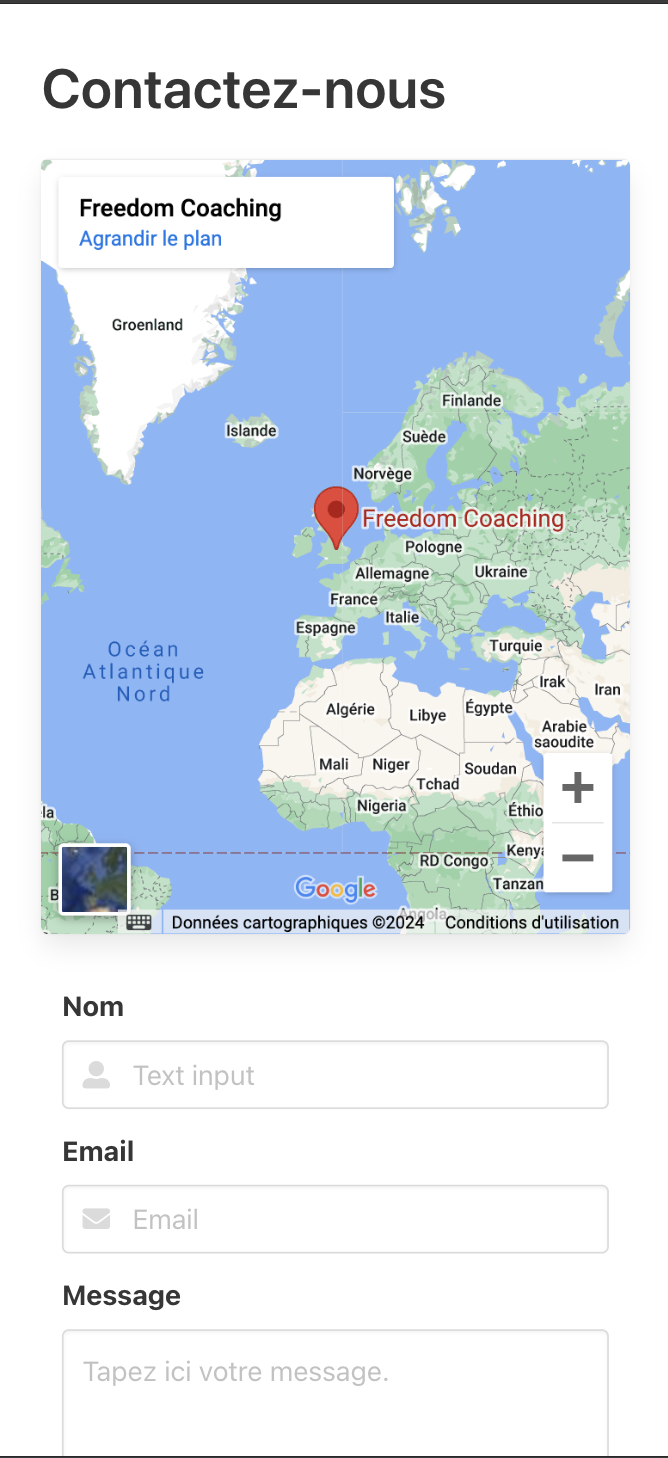 Contactez-nous
Freedom Coaching
Agrandir le plan
Groenland
Finlande
Islande
Suède
Norvège
Freedom Coaching
Pologne
Allemagne
Ukraine
France
Italie
Espagne
Turquie
Océan
Atlantique
Nord
Irak
Iran
Algérie
Libye
Égypte
Arabie
saoudite
Mali
Niger
Soudan
Tchad
Nigeria
Éthio
la
Kenya
RD Congo
B
Tanzan
Google
Angola
Données cartographiques ©2024
Conditions d'utilisation
Nom
Text input
Email
Email
Message
Tapez ici votre message.